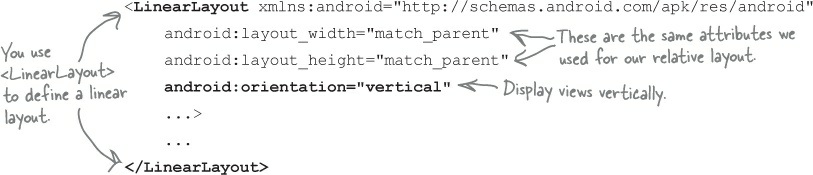 <LinearLayout xmlns:android="http://schemas.android.com/apk/res/android"
android:layout_width="match_parent"
android:layout_height="match_parent"
android:orientation="vertical"
...>
...
</LinearLayout>
You use
<LinearLayout>
to define a linear
layout.
These are the same attributes we
used for our relative layout.
Display views vertically.